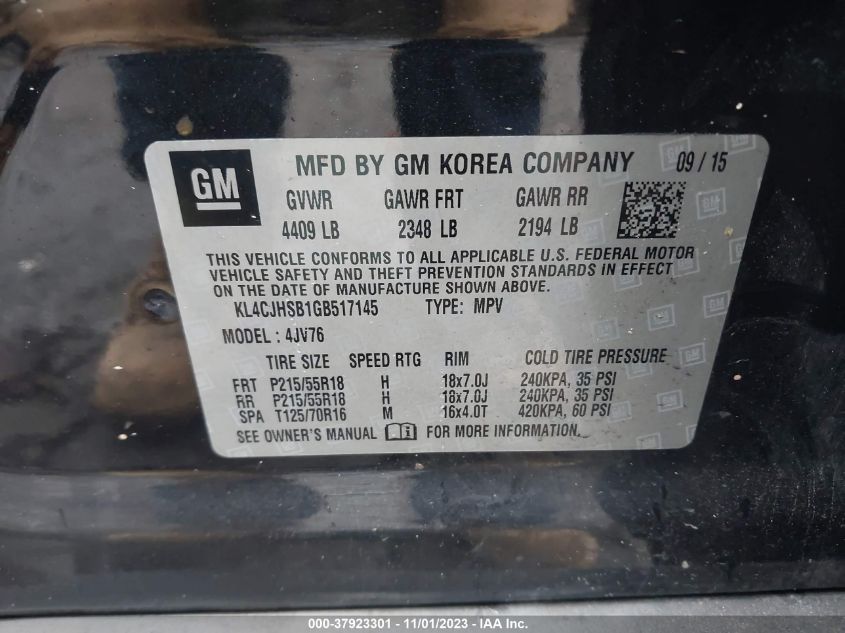 GM
MFD BY GM KOREA COMPANY 09 / 15
GVWR GAWR FRT GAWR RR
4409 LB 2348 LB 2194 LB
THIS VEHICLE CONFORMS TO ALL APPLICABLE U.S. FEDERAL MOTOR
VEHICLE SAFETY AND THEFT PREVENTION STANDARDS IN EFFECT
ON THE DATE OF MANUFACTURE SHOWN ABOVE.
KL4CJHSB1GB517145 TYPE: MPV
MODEL : 4JV76
TIRE SIZE SPEED RTG RIM COLD TIRE PRESSURE
FRT P215/55R18 H 18x7.0J 240KPA, 35 PSI
RR P215/55R18 H 18x7.0J 240KPA, 35 PSI
SPA T125/70R16 M 16x4.0T 420KPA, 60 PSI
SEE OWNER'S MANUAL FOR MORE INFORMATION.
000-37923301 - 11/01/2023 - 1AAI, Inc.